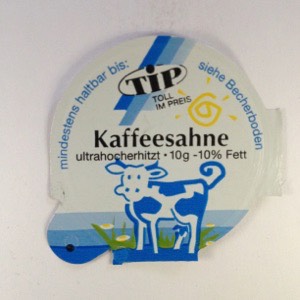 mindestens haltbar bis:
siehe Becherboden
TiP
TOLL
IM PREIS
Kaffeesahne
ultrahocherhitzt • 10g -10% Fett